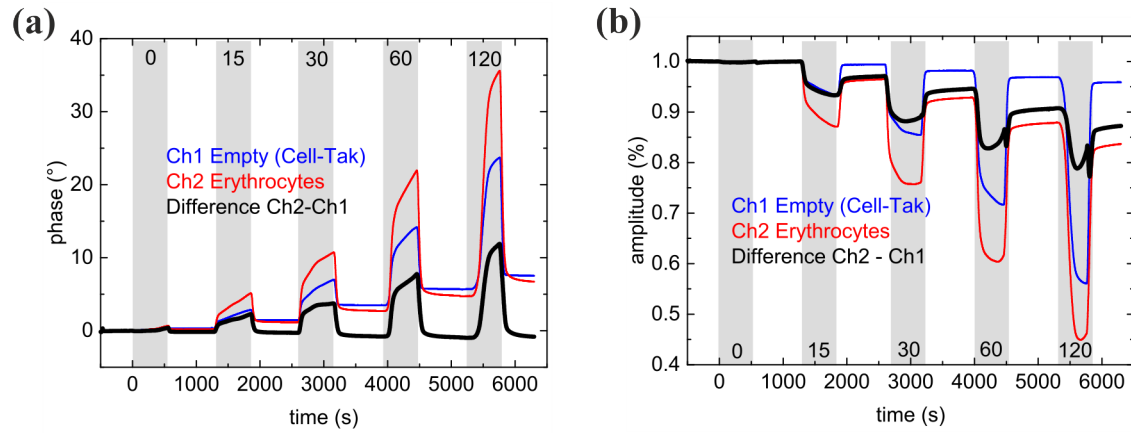 (a)
40
30
20
10
0
phase (°)
0 15 30 60 120
Ch1 Empty (Cell-Tak)
Ch2 Erythrocytes
Difference Ch2-Ch1
0 1000 2000 3000 4000 5000 6000
time (s)
(b)
1.0
0.9
0.8
0.7
0.6
0.5
0.4
amplitude (%)
Ch1 Empty (Cell-Tak)
Ch2 Erythrocytes
Difference Ch2 - Ch1
0 15 30 60 120
0 1000 2000 3000 4000 5000 6000
time (s)